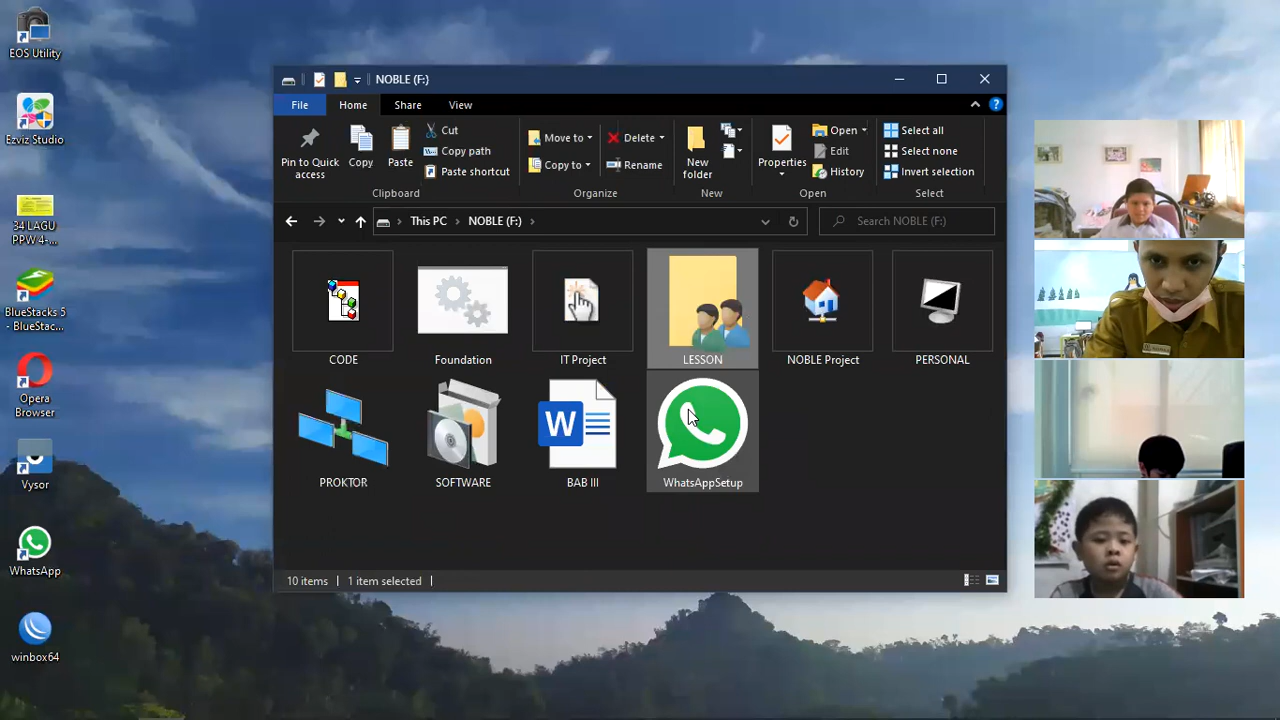 EOS Utility
Ezviz Studio
34 LAGU
PPW 4-...
BlueStacks 5
- BlueStac...
Opera
Browser
Vysor
WhatsApp
winbox64
NOBLE (F:)
File
Home
Share
View
Pin to Quick
access
Copy
Paste
Cut
Copy path
Paste shortcut
Clipboard
Move to
Copy to
Delete
Rename
Organize
New
folder
New
Properties
Open
Edit
History
Open
Select all
Select none
Invert selection
Select
This PC
NOBLE (F:)
Search NOBLE (F:)
CODE
Foundation
IT Project
LESSON
NOBLE Project
PERSONAL
PROKTOR
SOFTWARE
W
BAB III
WhatsAppSetup
10 items
1 item selected